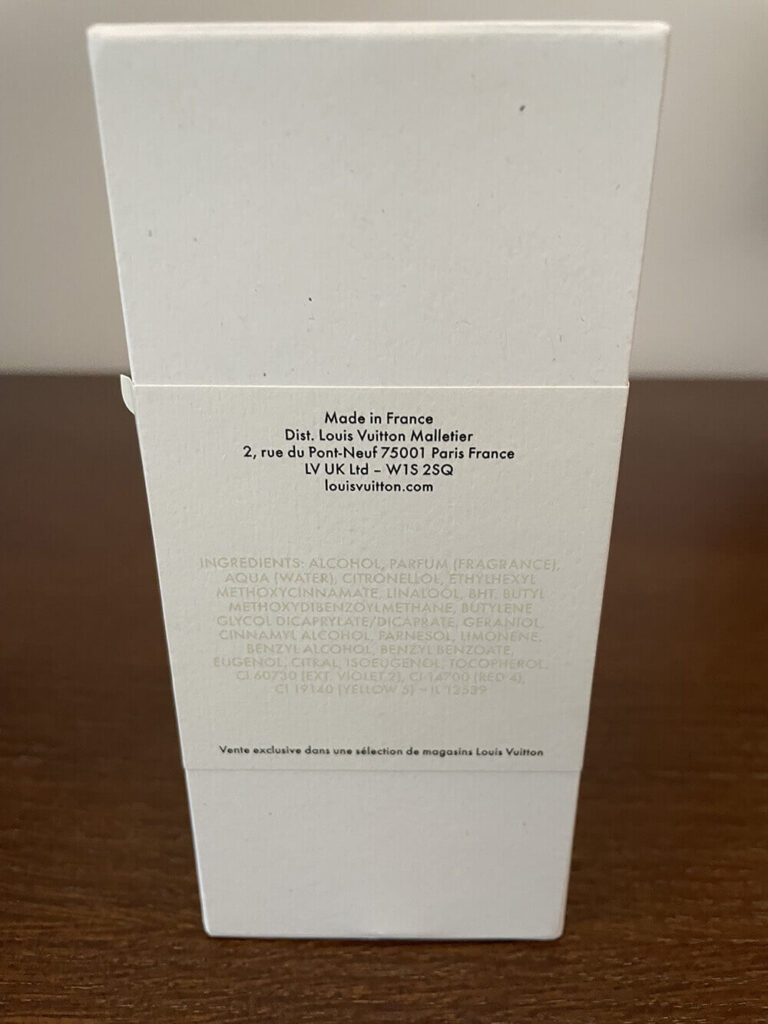 Made in France
Dist. Louis Vuitton Malletier
2, rue du Pont-Neuf 75001 Paris France
LV UK Ltd – W1S 2SQ
louisvuitton.com
INGREDIENTS: ALCOHOL, PARFUM (FRAGRANCE),
AQUA (WATER), CITRONELLOL, ETHYLHEXYL
METHOXYCINNAMATE, LINALOOL, BHT, BUTYL
METHOXYDIBENZOYLMETHANE, BUTYLENE
GLYCOL DICAPRYLATE/DICAPRATE, GERANIOL,
CINNAMYL ALCOHOL, FARNESOL, LIMONENE,
BENZYL ALCOHOL, BENZYL BENZOATE,
EUGENOL, CITRAL, ISOEUGENOL, TOCOPHEROL,
CI 60730 (EXT. VIOLET 2), CI 14700 (RED 4),
CI 19140 (YELLOW 5) – IL 12539
Vente exclusive dans une sélection de magasins Louis Vuitton